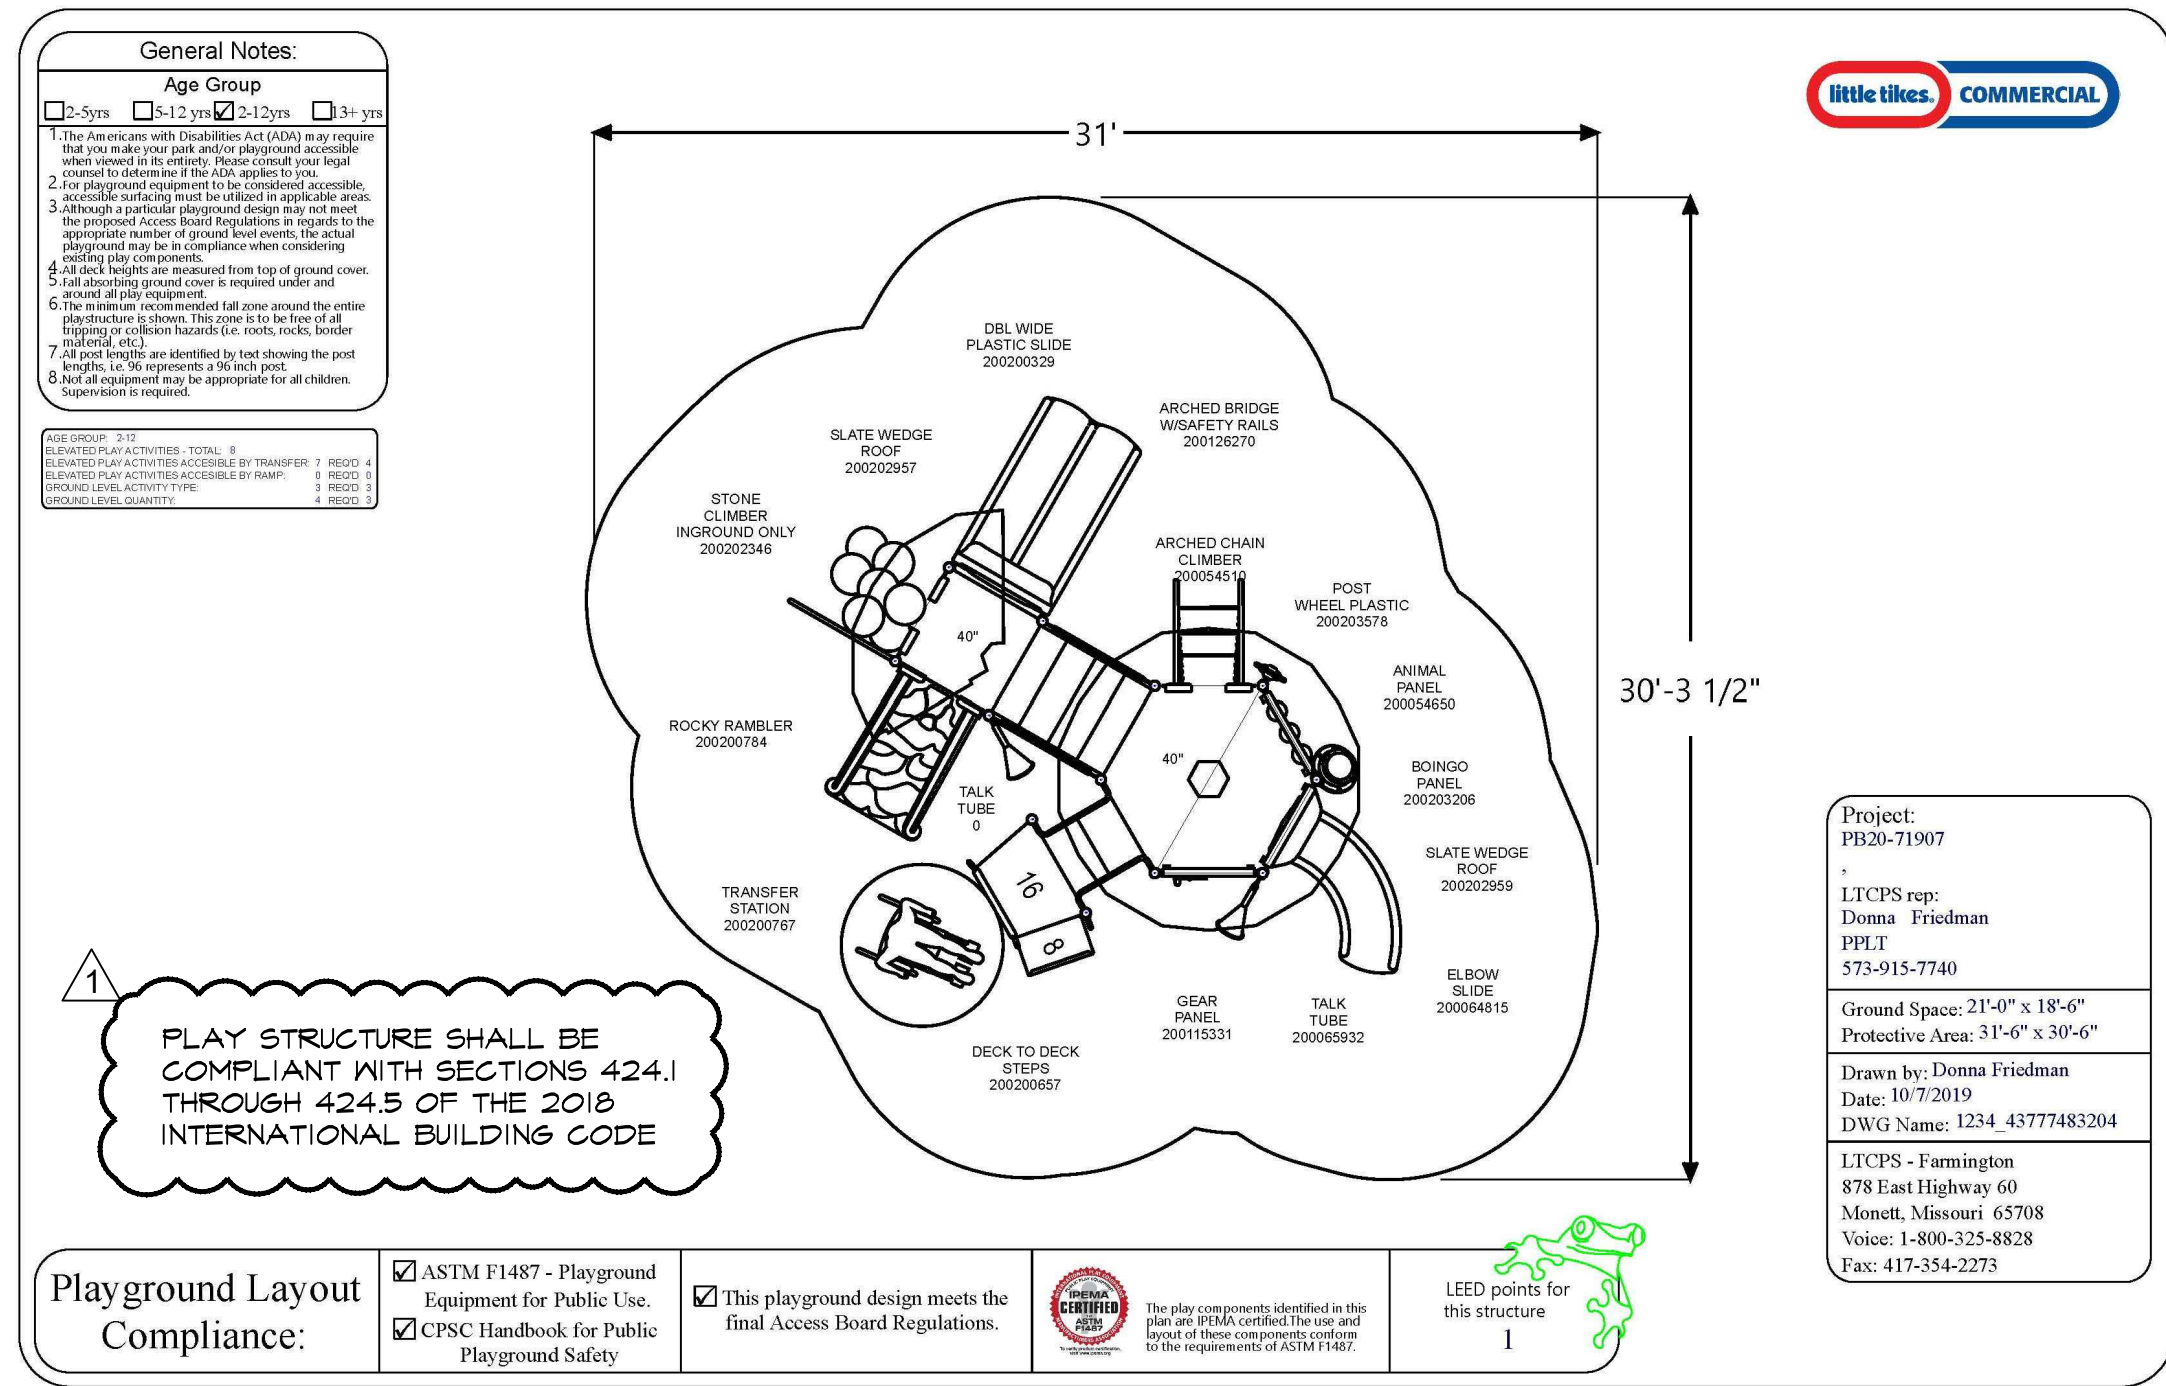 General Notes:
Age Group
2-5yrs 5-12 yrs 2-12yrs 13+ yrs
1. The Americans with Disabilities Act (ADA) may require
that you make your park and/or playground accessible
when viewed in its entirety. Please consult your legal
counsel to determine if the ADA applies to you.
2. For playground equipment to be considered accessible,
accessible surfacing must be utilized in applicable areas.
3. Although a particular playground design may not meet
the proposed Access Board Regulations in regards to the
appropriate number of ground level events, the actual
playground may be in compliance when considering
existing play components.
4. All deck heights are measured from top of ground cover.
5. Fall absorbing ground cover is required under and
around all play equipment.
6. The minimum recommended fall zone around the entire
playstructure is shown. This zone is to be free of all
tripping or collision hazards (i.e. roots, rocks, border
material, etc.).
7. All post lengths are identified by text showing the post
lengths, i.e. 96 represents a 96 inch post.
8. Not all equipment may be appropriate for all children.
Supervision is required.
AGE GROUP: 2-12
ELEVATED PLAY ACTIVITIES - TOTAL: 8
ELEVATED PLAY ACTIVITIES ACCESIBLE BY TRANSFER: 7 REQ'D 4
ELEVATED PLAY ACTIVITIES ACCESIBLE BY RAMP: 0 REQ'D 0
GROUND LEVEL ACTIVITY TYPE: 3 REQ'D 3
GROUND LEVEL QUANTITY: 4 REQ'D 3
little tikes. COMMERCIAL
31'
30'-3 1/2"
DBL WIDE
PLASTIC SLIDE
200200329
ARCHED BRIDGE
W/SAFETY RAILS
200126270
SLATE WEDGE
ROOF
200202957
STONE
CLIMBER
INGROUND ONLY
200202346
ARCHED CHAIN
CLIMBER
200054510
POST
WHEEL PLASTIC
200203578
40"
ANIMAL
PANEL
200054650
ROCKY RAMBLER
200200784
40"
BOINGO
PANEL
200203206
TALK
TUBE
0
SLATE WEDGE
ROOF
200202959
16
8
TRANSFER
STATION
200200767
ELBOW
SLIDE
200064815
GEAR
PANEL
200115331
TALK
TUBE
200065932
DECK TO DECK
STEPS
200200657
1
PLAY STRUCTURE SHALL BE
COMPLIANT WITH SECTIONS 424.1
THROUGH 424.5 OF THE 2018
INTERNATIONAL BUILDING CODE
Project:
PB20-71907
,
LTCPS rep:
Donna Friedman
PPLT
573-915-7740
Ground Space: 21'-0" x 18'-6"
Protective Area: 31'-6" x 30'-6"
Drawn by: Donna Friedman
Date: 10/7/2019
DWG Name: 1234_43777483204
LTCPS - Farmington
878 East Highway 60
Monett, Missouri 65708
Voice: 1-800-325-8828
Fax: 417-354-2273
Playground Layout
Compliance:
ASTM F1487 - Playground
Equipment for Public Use.
CPSC Handbook for Public
Playground Safety
This playground design meets the
final Access Board Regulations.
IPEMA
CERTIFIED
ASTM
F1487
The play components identified in this
plan are IPEMA certified.The use and
layout of these components conform
to the requirements of ASTM F1487.
LEED points for
this structure
1